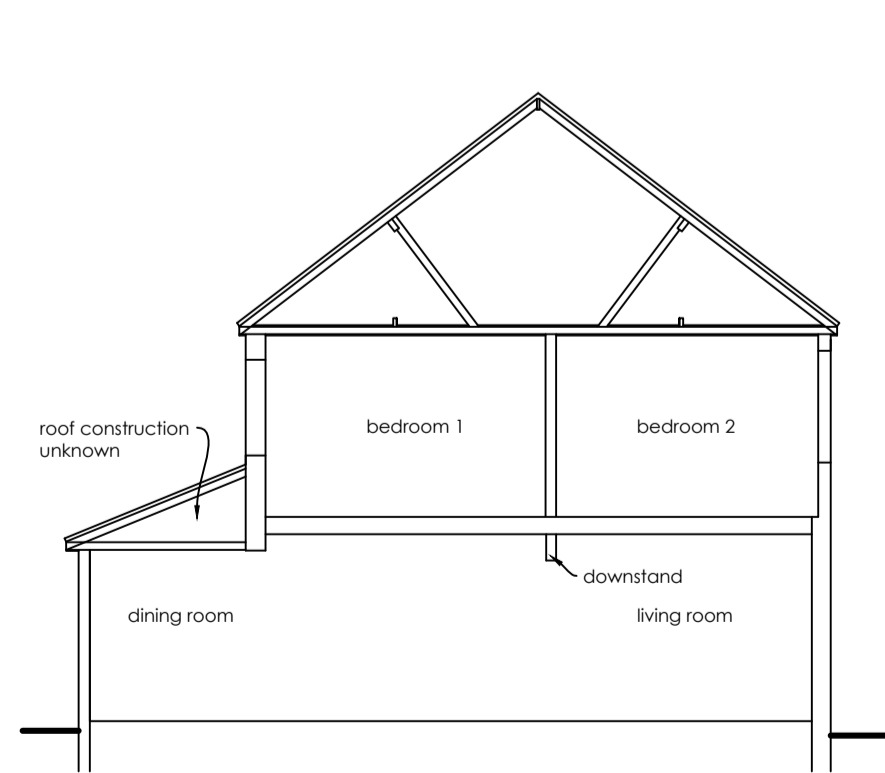 roof construction
unknown
bedroom 1
bedroom 2
downstand
dining room
living room